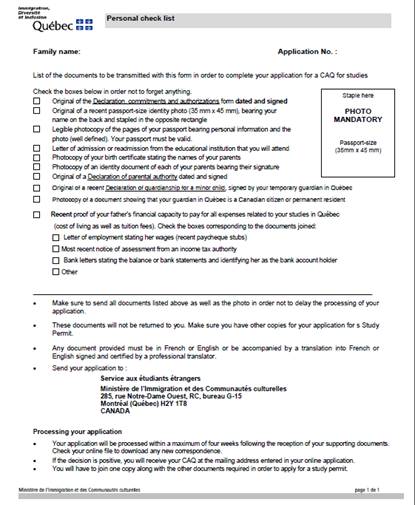 Immigration,
Diversité
et Inclusion
Québec
Personal check list
Family name:
Application No. :
List of the documents to be transmitted with this form in order to complete your application for a CAQ for studies
Check the boxes below in order not to forget anything.
Original of the Declaration, commitments and authorizations form dated and signed
Original of a recent passport-size identity photo (35 mm x 45 mm), bearing your
name on the back and stapled in the opposite rectangle
Legible photocopy of the pages of your passport bearing personal information and the
photo (well defined). Your passport must be valid.
Letter of admission or readmission from the educational institution that you will attend
Photocopy of your birth certificate stating the names of your parents
Photocopy of an identity document of each of your parents bearing their signature
Original of a Declaration of parental authority dated and signed
Original of a recent Declaration of guardianship for a minor child, signed by your temporary guardian in Québec
Photocopy of a document showing that your guardian in Québec is a Canadian citizen or permanent resident
Staple here
PHOTO
MANDATORY
Passport-size
(35mm x 45 mm)
Recent proof of your father's financial capacity to pay for all expenses related to your studies in Québec
(cost of living as well as tuition fees). Check the boxes corresponding to the documents joined:
Letter of employment stating her wages (recent paycheque stubs)
Most recent notice of assessment from an income tax authority
Bank letters stating the balance or bank statements and identifying her as the bank account holder
Other
• Make sure to send all documents listed above as well as the photo in order not to delay the processing of your
application.
• These documents will not be returned to you. Make sure you have other copies for your application for s Study
Permit.
• Any document provided must be in French or English or be accompanied by a translation into French or
English signed and certified by a professional translator.
• Send your application to :
Service aux étudiants étrangers
Ministère de l'Immigration et des Communautés culturelles
285, rue Notre-Dame Ouest, RC, bureau G-15
Montréal (Québec) H2Y 1T8
CANADA
Processing your application
• Your application will be processed within a maximum of four weeks following the reception of your supporting documents.
Check your online file to download any new correspondence.
• If the decision is positive, you will receive your CAQ at the mailing address entered in your online application.
• You will have to join one copy along with the other documents required in order to apply for a study permit.
Ministère de l'Immigration et des Communautés culturelles
page 1 de 1